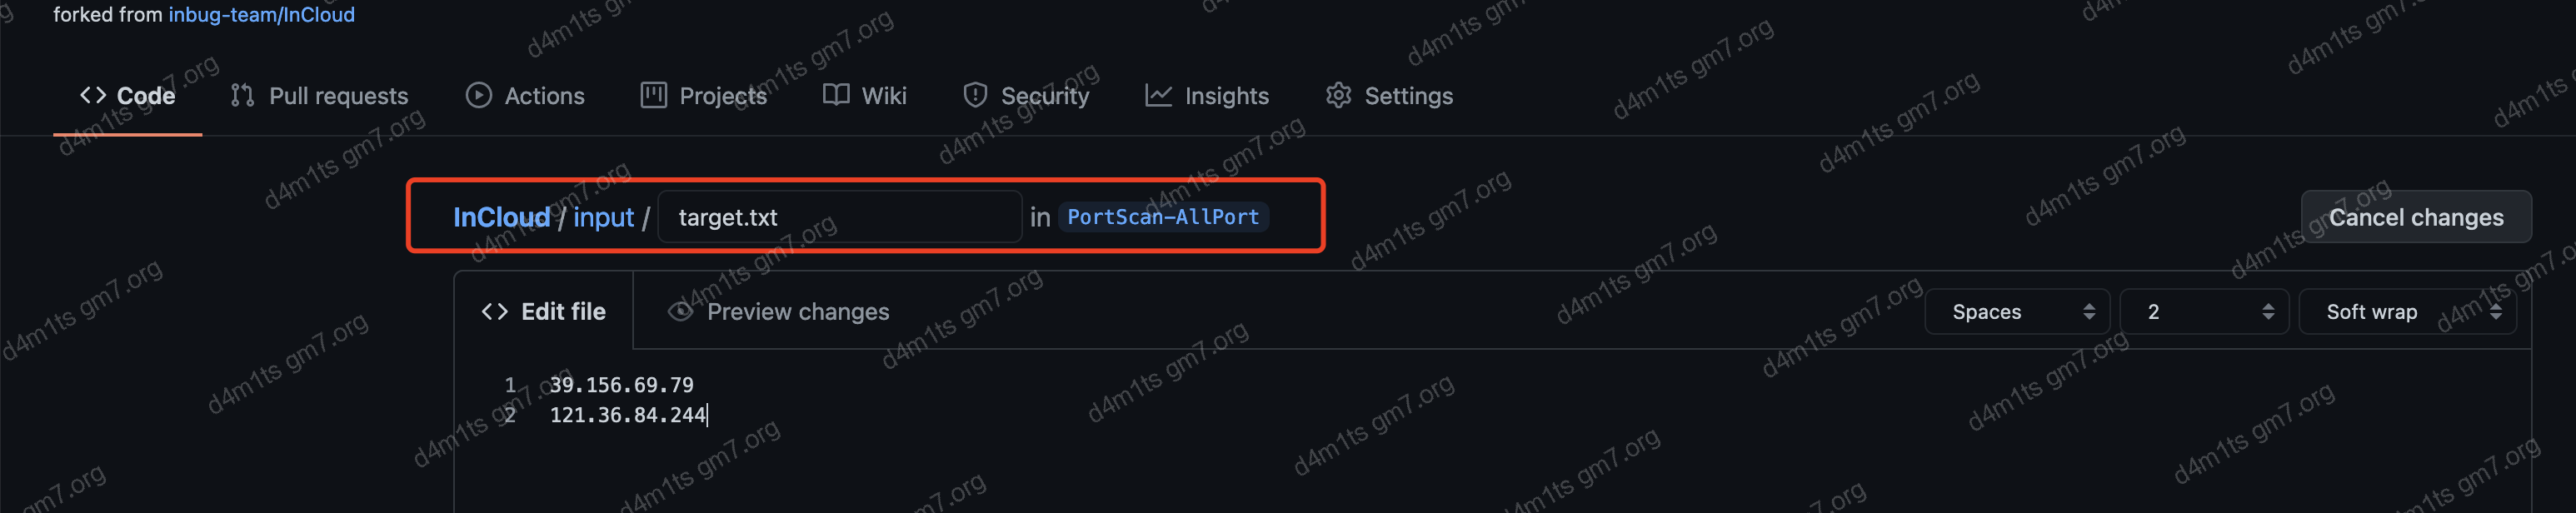 forked from inbug-team/InCloud
Code Pull requests Actions Projects Wiki Security Insights Settings
InCloud / input / target.txt in PortScan-AllPort Cancel changes
Edit file Preview changes Spaces 2 Soft wrap
1 39.156.69.79
2 121.36.84.244
d4m1ts gm7.org